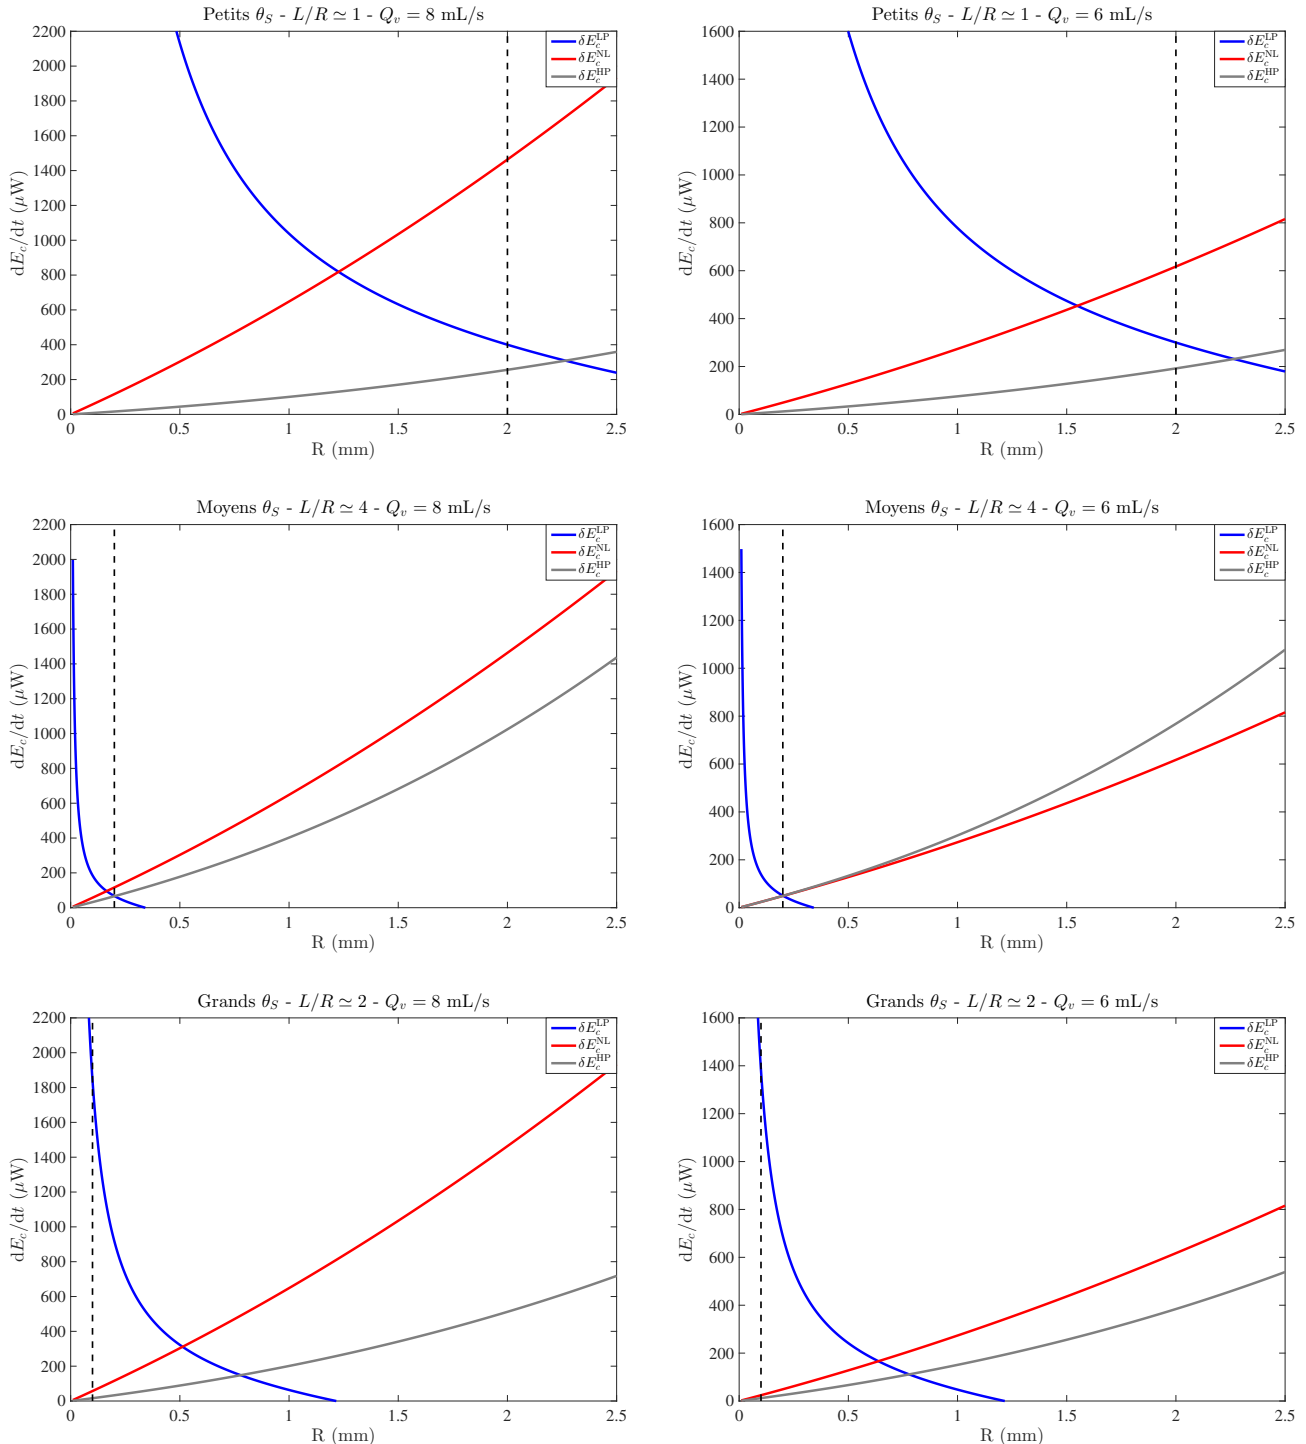 Petits θ_S - L/R ≃ 1 - Q_v = 8 mL/s
2200
2000
1800
1600
1400
1200
1000
800
600
400
200
0
dE_c/dt (μW)
δE_c^LP
δE_c^NL
δE_c^HP
0 0.5 1 1.5 2 2.5
R (mm)
Petits θ_S - L/R ≃ 1 - Q_v = 6 mL/s
1600
1400
1200
1000
800
600
400
200
0
dE_c/dt (μW)
δE_c^LP
δE_c^NL
δE_c^HP
0 0.5 1 1.5 2 2.5
R (mm)
Moyens θ_S - L/R ≃ 4 - Q_v = 8 mL/s
2200
2000
1800
1600
1400
1200
1000
800
600
400
200
0
dE_c/dt (μW)
δE_c^LP
δE_c^NL
δE_c^HP
0 0.5 1 1.5 2 2.5
R (mm)
Moyens θ_S - L/R ≃ 4 - Q_v = 6 mL/s
1600
1400
1200
1000
800
600
400
200
0
dE_c/dt (μW)
δE_c^LP
δE_c^NL
δE_c^HP
0 0.5 1 1.5 2 2.5
R (mm)
Grands θ_S - L/R ≃ 2 - Q_v = 8 mL/s
2200
2000
1800
1600
1400
1200
1000
800
600
400
200
0
dE_c/dt (μW)
δE_c^LP
δE_c^NL
δE_c^HP
0 0.5 1 1.5 2 2.5
R (mm)
Grands θ_S - L/R ≃ 2 - Q_v = 6 mL/s
1600
1400
1200
1000
800
600
400
200
0
dE_c/dt (μW)
δE_c^LP
δE_c^NL
δE_c^HP
0 0.5 1 1.5 2 2.5
R (mm)